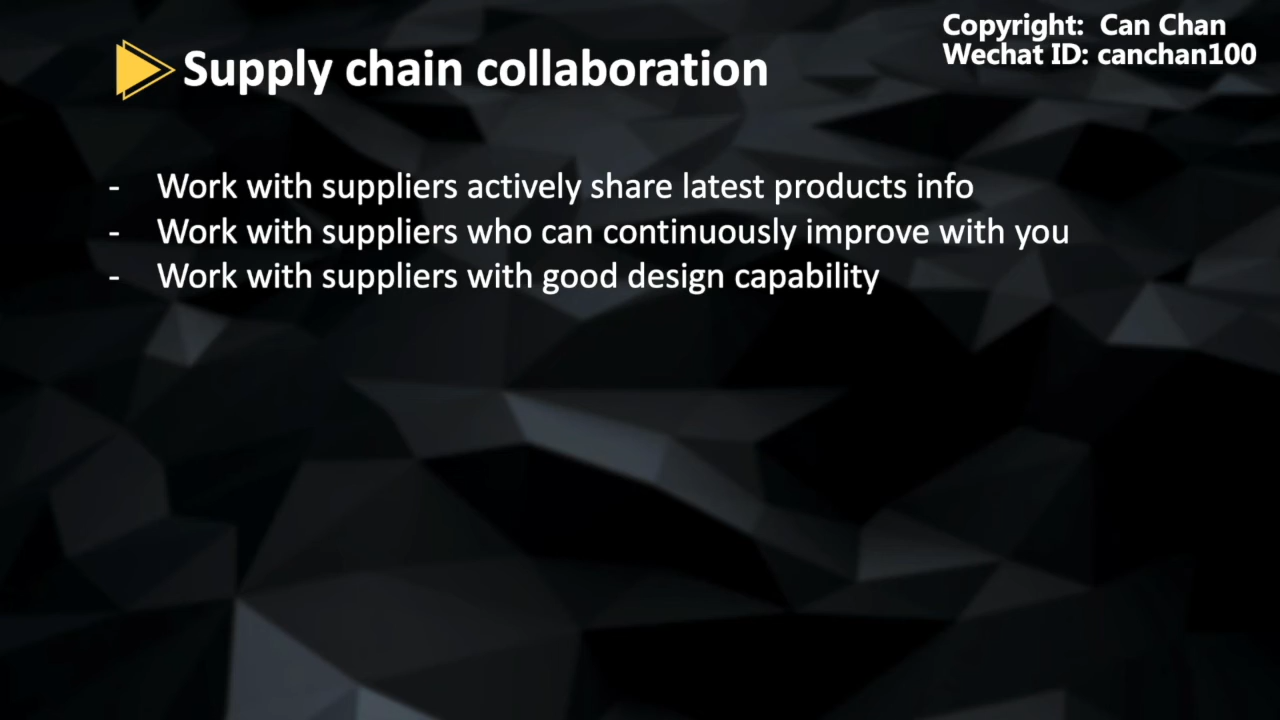 Copyright: Can Chan
Wechat ID: canchan100
Supply chain collaboration
- Work with suppliers actively share latest products info
- Work with suppliers who can continuously improve with you
- Work with suppliers with good design capability